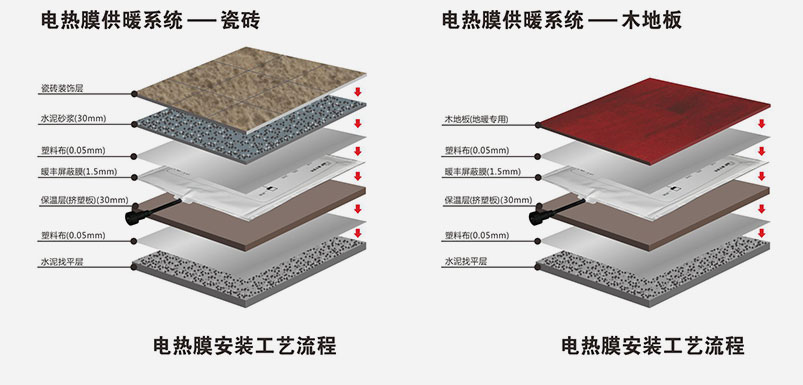 电热膜供暖系统——瓷砖
瓷砖装饰层
水泥砂浆(30mm)
塑料布(0.05mm)
暖丰屏蔽膜(1.5mm)
保温层(挤塑板)(30mm)
塑料布(0.05mm)
水泥找平层
电热膜安装工艺流程
电热膜供暖系统——木地板
木地板(地暖专用)
塑料布(0.05mm)
暖丰屏蔽膜(1.5mm)
保温层(挤塑板)(30mm)
塑料布(0.05mm)
水泥找平层
电热膜安装工艺流程